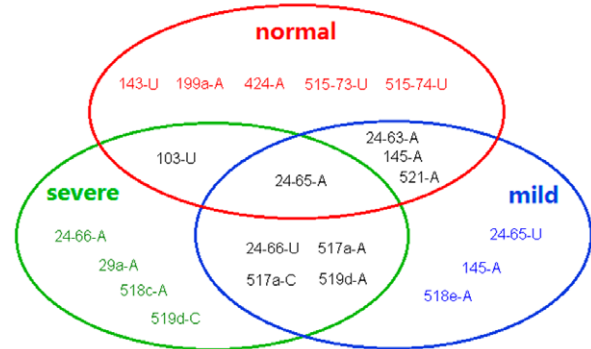 normal
143-U 199a-A 424-A 515-73-U 515-74-U
24-63-A
103-U 145-A
24-65-A 521-A
severe mild
24-66-A 24-66-U 517a-A 24-65-U
29a-A 517a-C 519d-A 145-A
518c-A 518e-A
519d-C